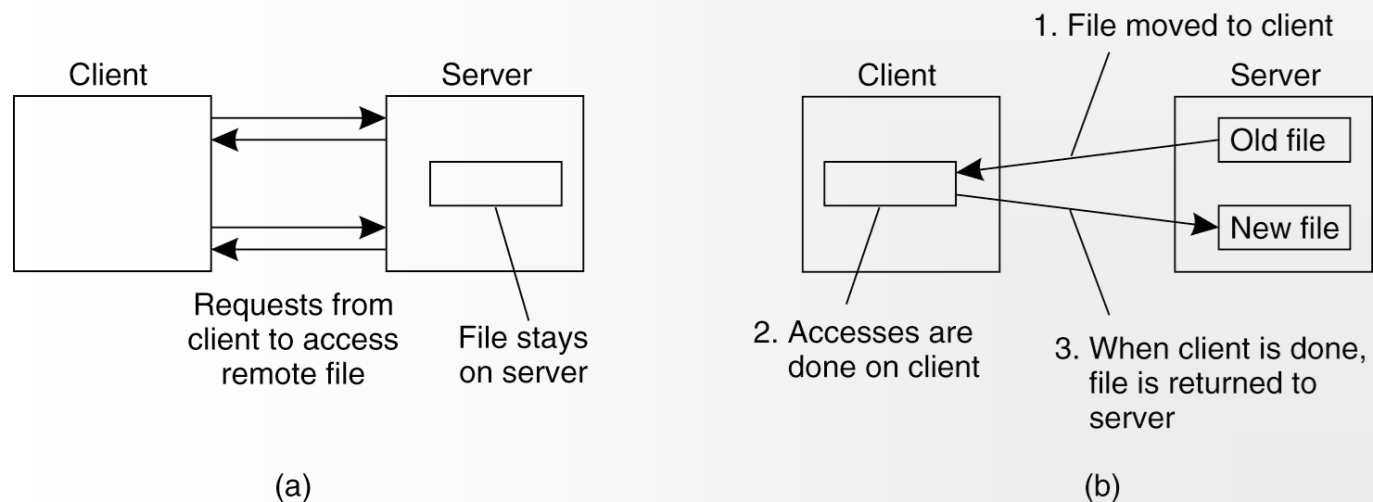 Client
Server
Requests from
client to access
remote file
File stays
on server
(a)
1. File moved to client
Client
Server
Old file
New file
2. Accesses are
done on client
3. When client is done,
file is returned to
server
(b)